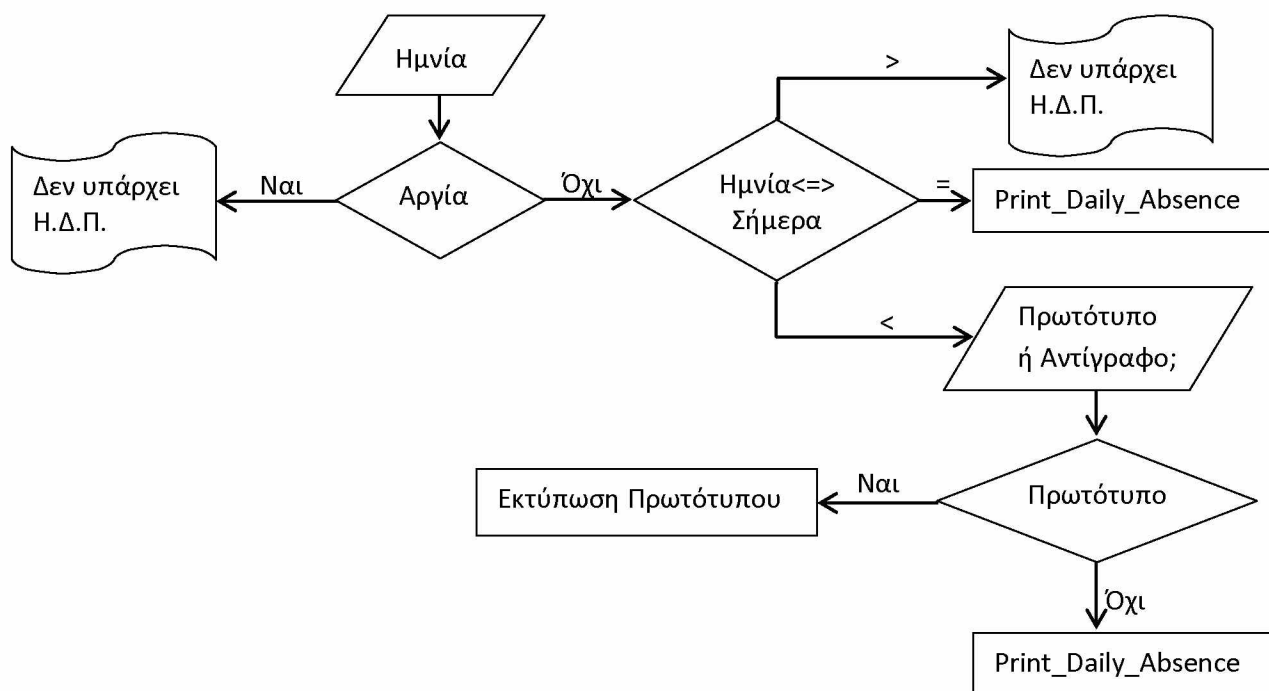 Ημνία
Δεν υπάρχει
Η.Δ.Π.
Ναι
Αργία
Όχι
Ημνία<=>
Σήμερα
>
Δεν υπάρχει
Η.Δ.Π.
=
Print_Daily_Absence
<
Πρωτότυπο
ή Αντίγραφο;
Πρωτότυπο
Ναι
Εκτύπωση Πρωτότυπου
Όχι
Print_Daily_Absence